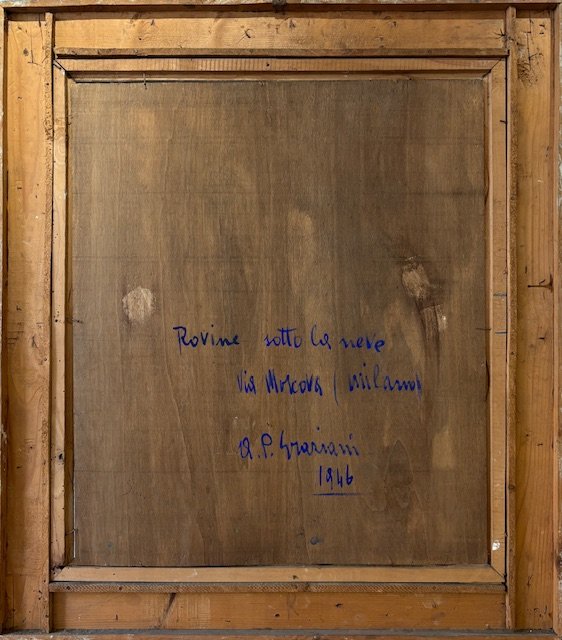 Rovine sotto la neve
Via Moscova (Milano)
A. P. Graziani
1946